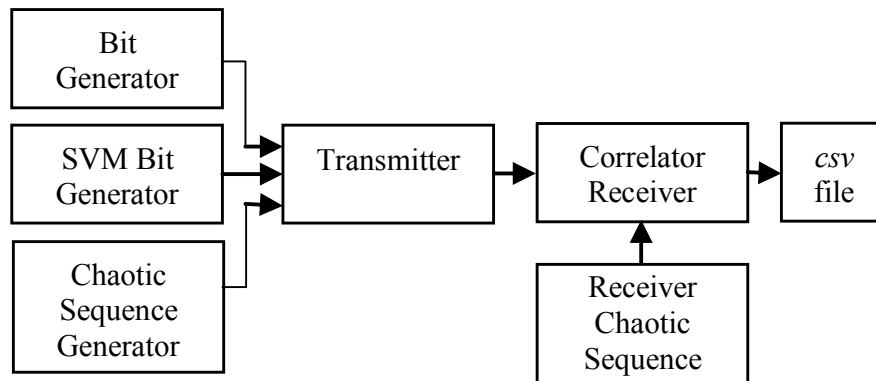 Bit
Generator
SVM Bit
Generator
Chaotic
Sequence
Generator
Transmitter
Correlator
Receiver
Receiver
Chaotic
Sequence
csv
file